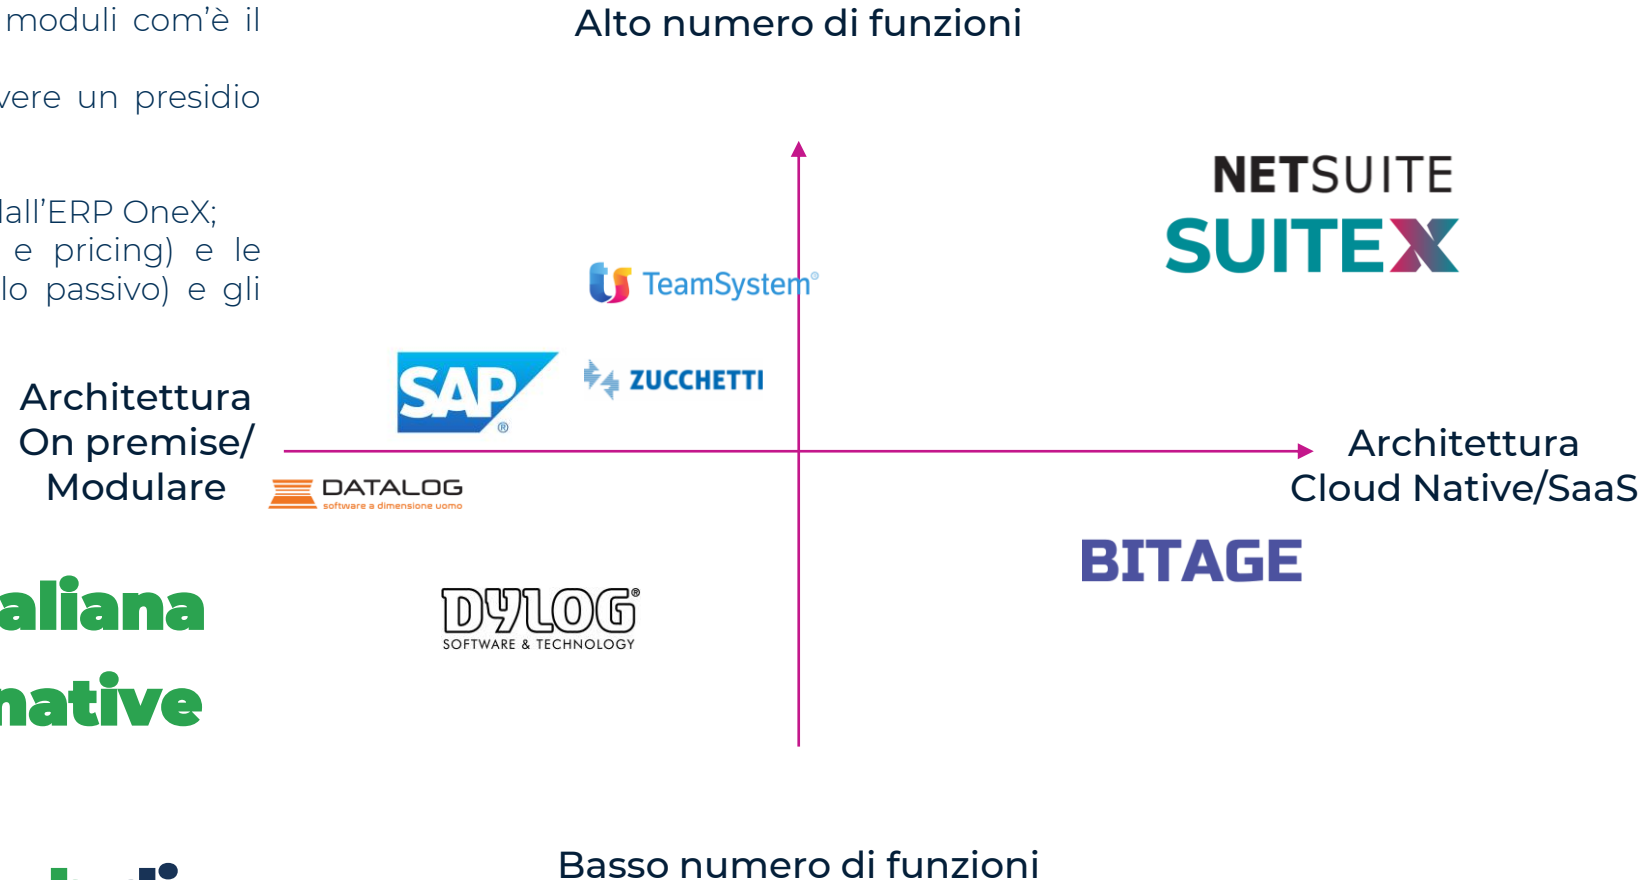 moduli com'è il
vere un presidio
dall'ERP OneX;
e pricing) e le
lo passivo) e gli
aliana
native
Alto numero di funzioni
NETSUITE
SUITEX
TeamSystem®
SAP®
ZUCCHETTI
Architettura
On premise/
Modulare
Architettura
Cloud Native/SaaS
DATALOG
software a dimensione uomo
BITAGE
DYLOG®
SOFTWARE & TECHNOLOGY
Basso numero di funzioni